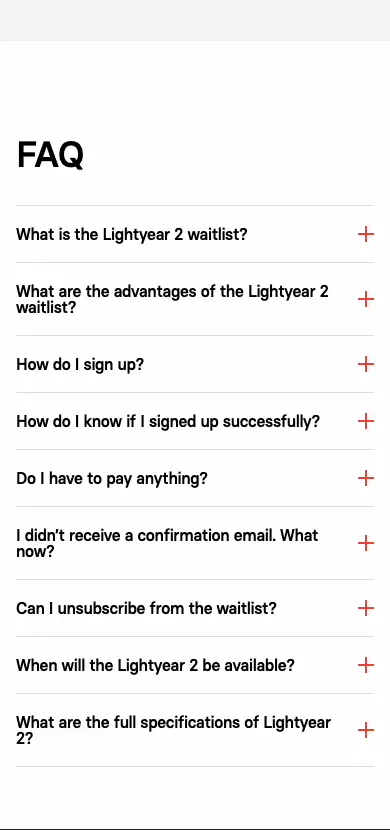 FAQ
What is the Lightyear 2 waitlist?
What are the advantages of the Lightyear 2
waitlist?
How do I sign up?
How do I know if I signed up successfully?
Do I have to pay anything?
I didn’t receive a confirmation email. What
now?
Can I unsubscribe from the waitlist?
When will the Lightyear 2 be available?
What are the full specifications of Lightyear
2?